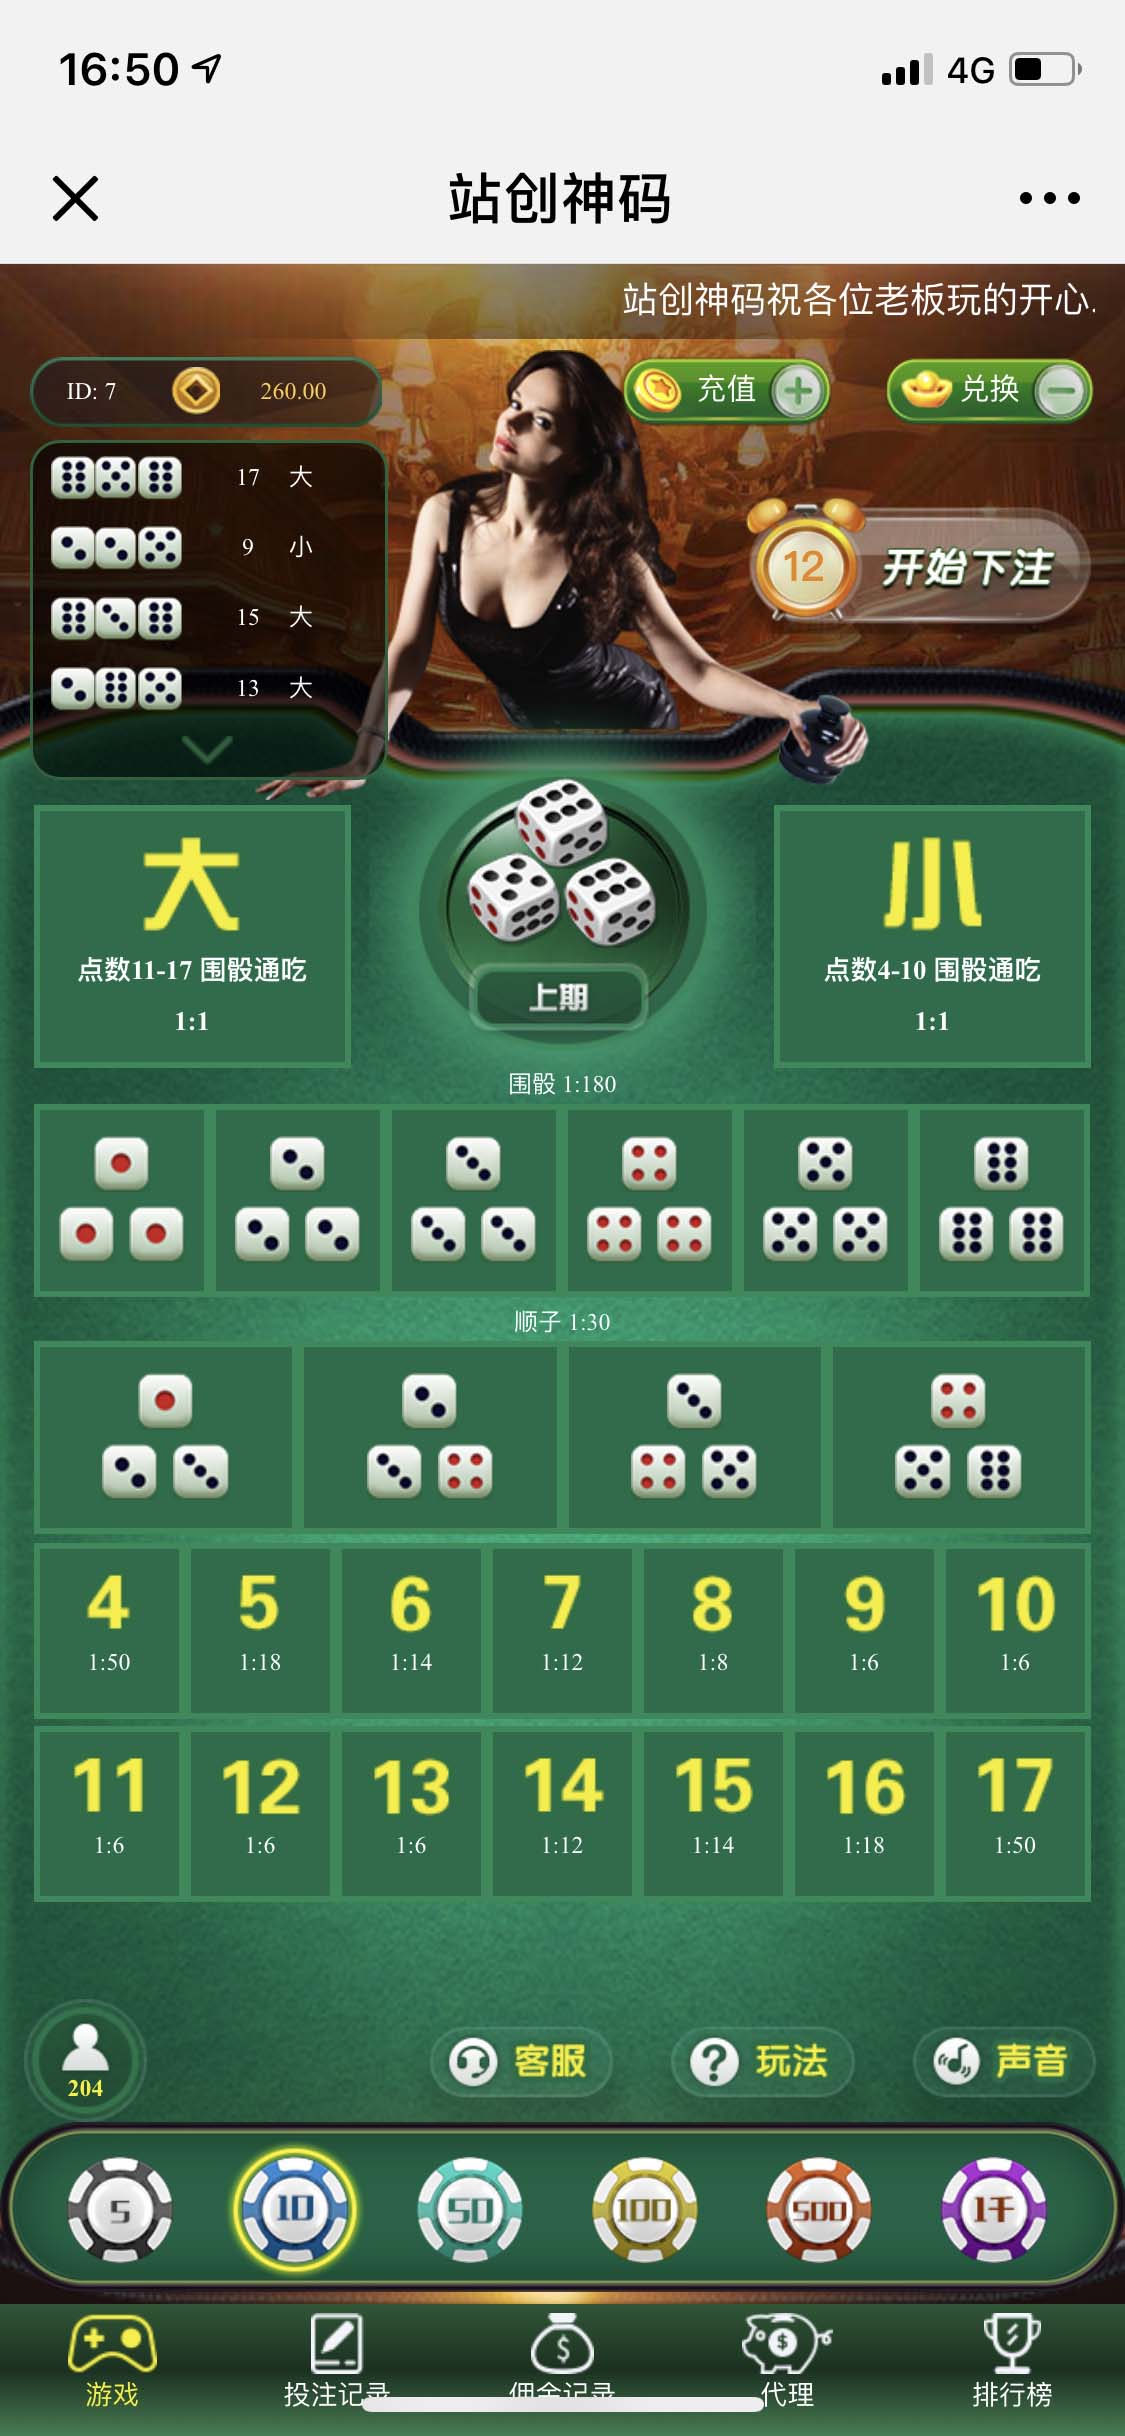 16:50
4G
站创神码
站创神码祝各位老板玩的开心.
ID: 7
260.00
充值
兑换
17 大
9 小
15 大
13 大
12
开始下注
大
点数11-17 围骰通吃
1:1
上期
小
点数4-10 围骰通吃
1:1
围骰 1:180
顺子 1:30
4 5 6 7 8 9 10
1:50 1:18 1:14 1:12 1:8 1:6 1:6
11 12 13 14 15 16 17
1:6 1:6 1:6 1:12 1:14 1:18 1:50
204
客服
玩法
声音
5 10 50 100 500 1千
游戏 投注记录 佣金记录 代理 排行榜